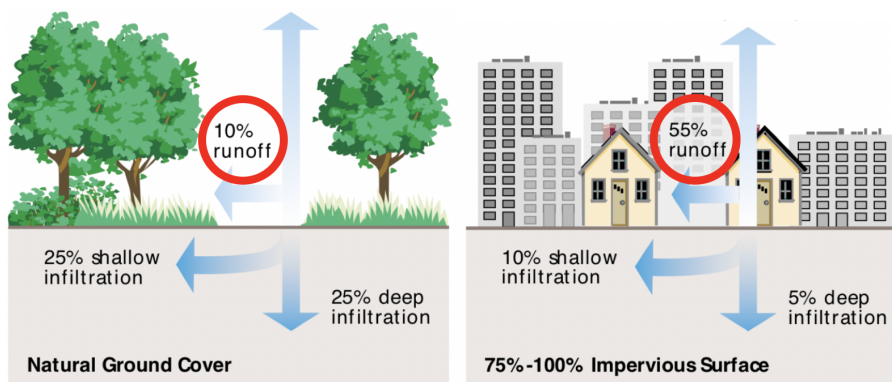 10%
runoff
25% shallow
infiltration
25% deep
infiltration
Natural Ground Cover
55%
runoff
10% shallow
infiltration
5% deep
infiltration
75%-100% Impervious Surface